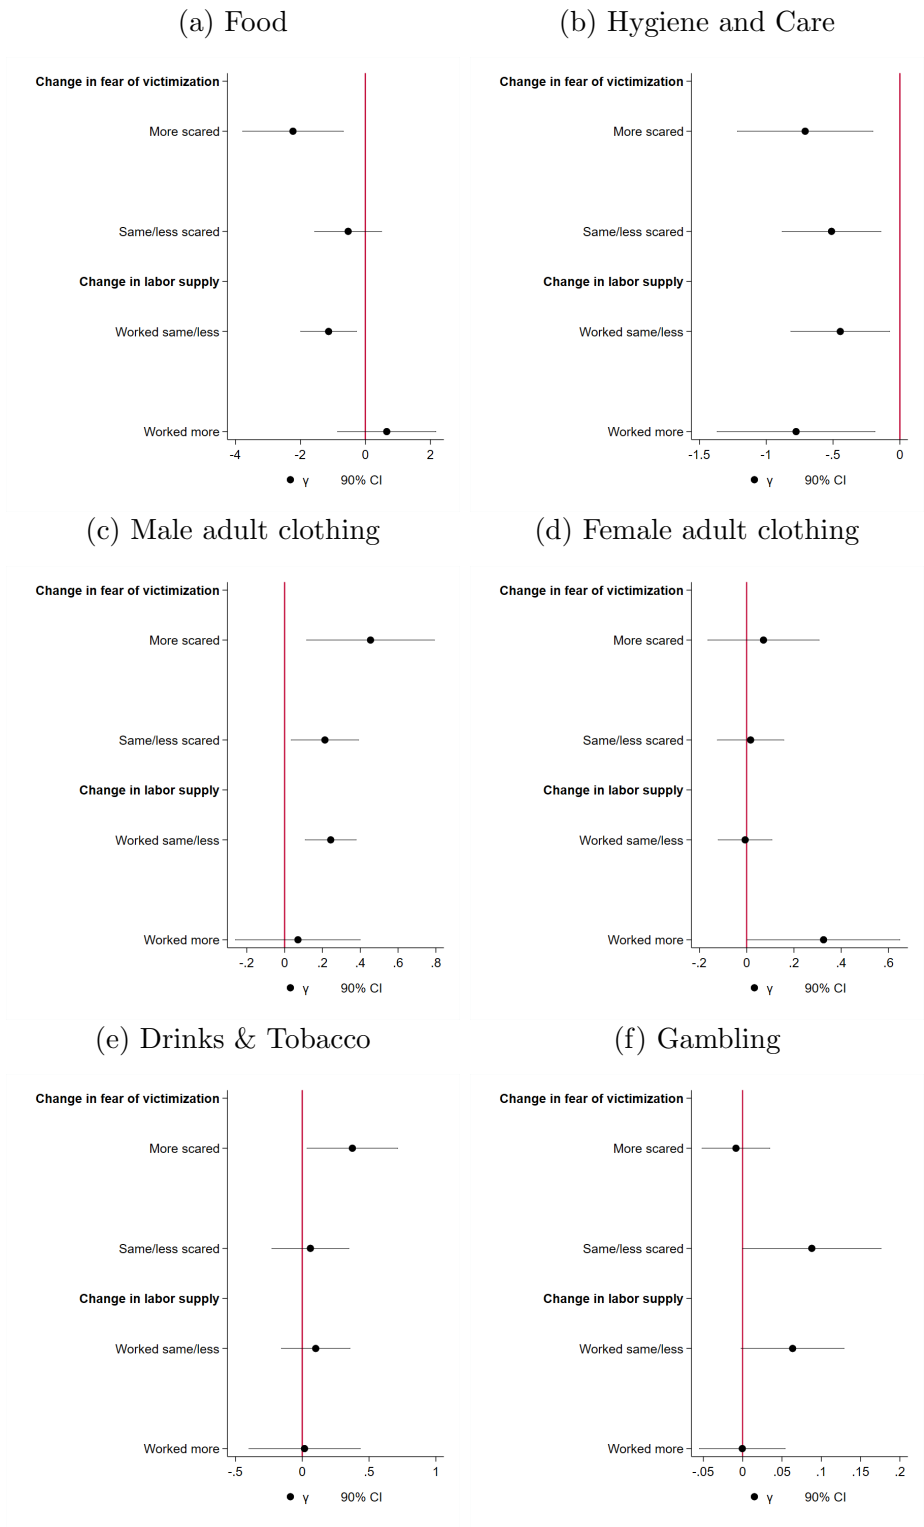 (a) Food
Change in fear of victimization
More scared
Same/less scared
Change in labor supply
Worked same/less
Worked more
-4 -2 0 2
γ 90% CI
(b) Hygiene and Care
Change in fear of victimization
More scared
Same/less scared
Change in labor supply
Worked same/less
Worked more
-1.5 -1 -.5 0
γ 90% CI
(c) Male adult clothing
Change in fear of victimization
More scared
Same/less scared
Change in labor supply
Worked same/less
Worked more
-.2 0 .2 .4 .6 .8
γ 90% CI
(d) Female adult clothing
Change in fear of victimization
More scared
Same/less scared
Change in labor supply
Worked same/less
Worked more
-.2 0 .2 .4 .6
γ 90% CI
(e) Drinks & Tobacco
Change in fear of victimization
More scared
Same/less scared
Change in labor supply
Worked same/less
Worked more
-.5 0 .5 1
γ 90% CI
(f) Gambling
Change in fear of victimization
More scared
Same/less scared
Change in labor supply
Worked same/less
Worked more
-.05 0 .05 .1 .15 .2
γ 90% CI